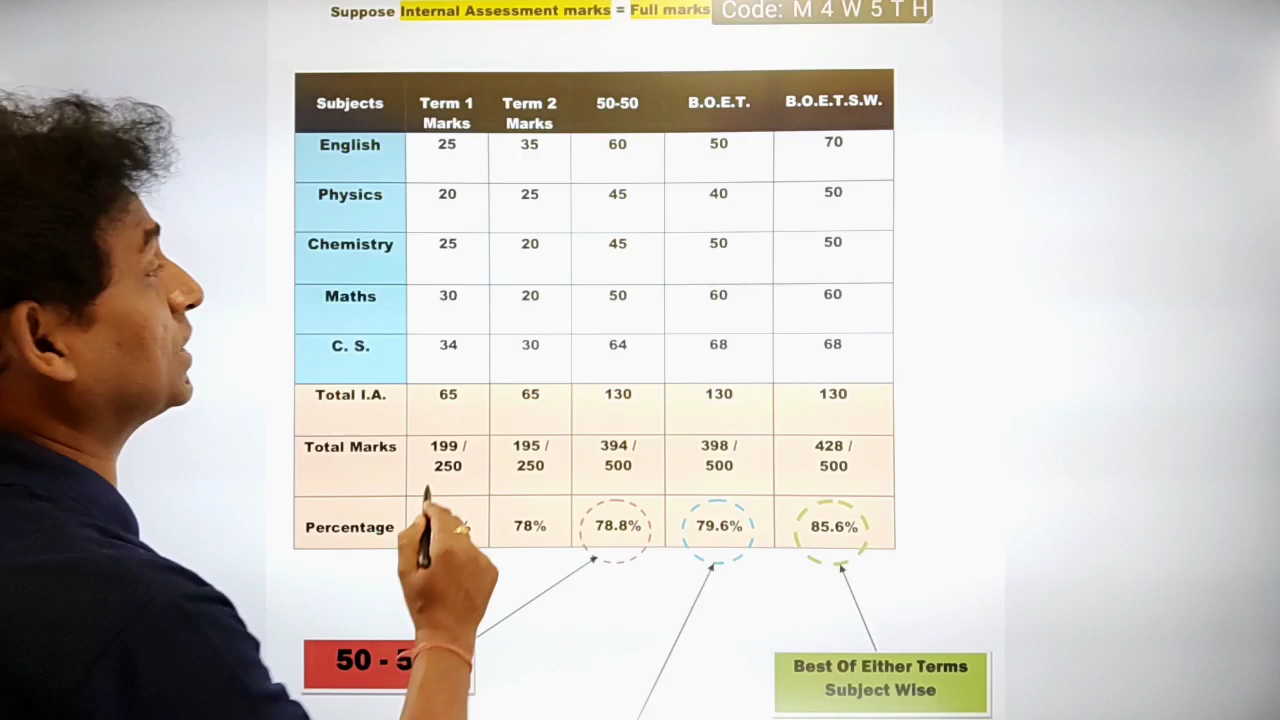 Suppose Internal Assessment marks = Full marks Code: M 4 W 5 T H
Subjects Term 1 Marks Term 2 Marks 50-50 B.O.E.T. B.O.E.T.S.W.
English 25 35 60 50 70
Physics 20 25 45 40 50
Chemistry 25 20 45 50 50
Maths 30 20 50 60 60
C. S. 34 30 64 68 68
Total I.A. 65 65 130 130 130
Total Marks 199 / 250 195 / 250 394 / 500 398 / 500 428 / 500
Percentage 78% 78.8% 79.6% 85.6%
50 -
Best Of Either Terms
Subject Wise